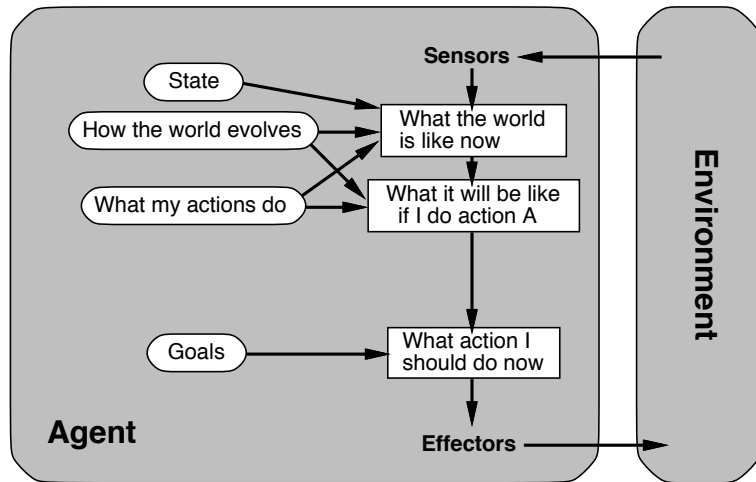 Sensors
State
What the world
is like now
How the world evolves
What it will be like
if I do action A
What my actions do
Environment
What action I
should do now
Goals
Agent
Effectors